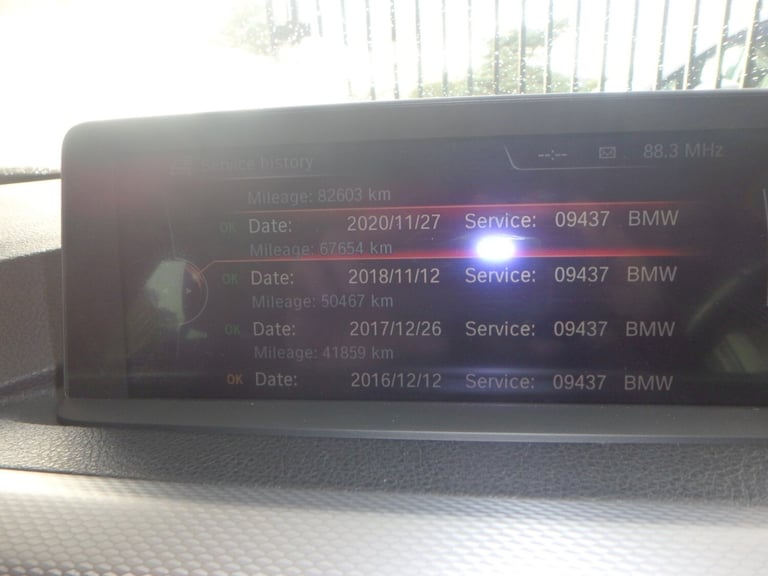 Service history --:-- 88.3 MHz
Mileage: 82603 km
OK Date: 2020/11/27 Service: 09437 BMW
Mileage: 67654 km
OK Date: 2018/11/12 Service: 09437 BMW
Mileage: 50467 km
OK Date: 2017/12/26 Service: 09437 BMW
Mileage: 41859 km
OK Date: 2016/12/12 Service: 09437 BMW